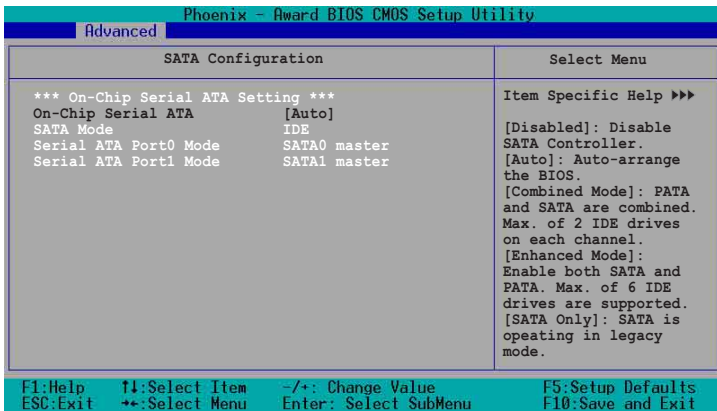 Phoenix - Award BIOS CMOS Setup Utility
Advanced
SATA Configuration
Select Menu
*** On-Chip Serial ATA Setting ***
On-Chip Serial ATA [Auto]
SATA Mode IDE
Serial ATA Port0 Mode SATA0 master
Serial ATA Port1 Mode SATA1 master
Item Specific Help ▶▶▶
[Disabled]: Disable
SATA Controller.
[Auto]: Auto-arrange
the BIOS.
[Combined Mode]: PATA
and SATA are combined.
Max. of 2 IDE drives
on each channel.
[Enhanced Mode]:
Enable both SATA and
PATA. Max. of 6 IDE
drives are supported.
[SATA Only]: SATA is
opeating in legacy
mode.
F1:Help ↑↓:Select Item -/+: Change Value F5:Setup Defaults
ESC:Exit →←:Select Menu Enter: Select SubMenu F10:Save and Exit